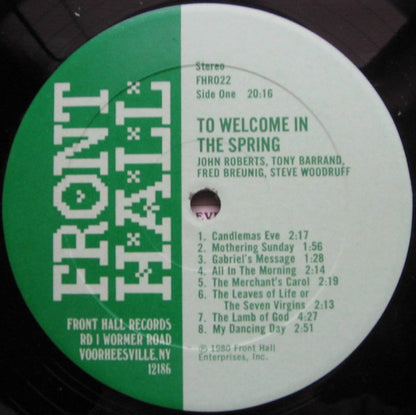 FRONT
HALL
FRONT HALL RECORDS
RD 1 WORMER ROAD
VOORHEESVILLE, NY
12186
Stereo
FHR022
Side One 20:16
TO WELCOME IN
THE SPRING
JOHN ROBERTS, TONY BARRAND,
FRED BREUNIG, STEVE WOODRUFF
1. Candlemas Eve 2:17
2. Mothering Sunday 1:56
3. Gabriel's Message 1:28
4. All In The Morning 2:14
5. The Merchant's Carol 2:19
6. The Leaves of Life or
The Seven Virgins 2:13
7. The Lamb of God 4:27
8. My Dancing Day 2:51
℗ 1980 Front Hall
Enterprises, Inc.